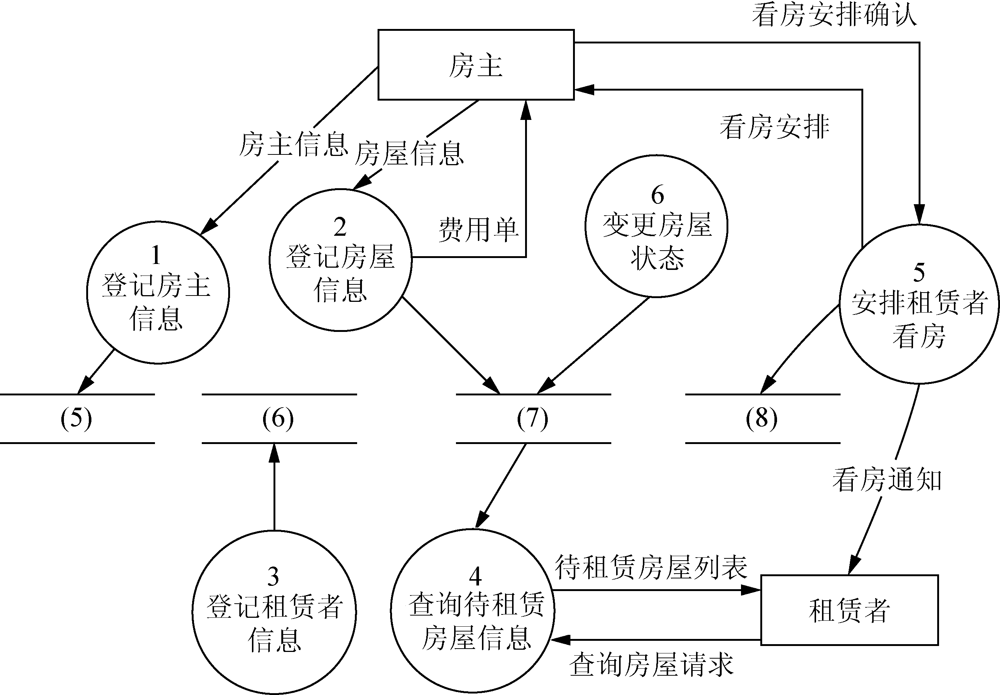 看房安排确认
房主
看房安排
房主信息
房屋信息
费用单
6
变更房屋
状态
2
登记房屋
信息
1
登记房主
信息
5
安排租赁者
看房
(5)
(6)
(7)
(8)
看房通知
3
登记租赁者
信息
4
查询待租赁
房屋信息
待租赁房屋列表
租赁者
查询房屋请求